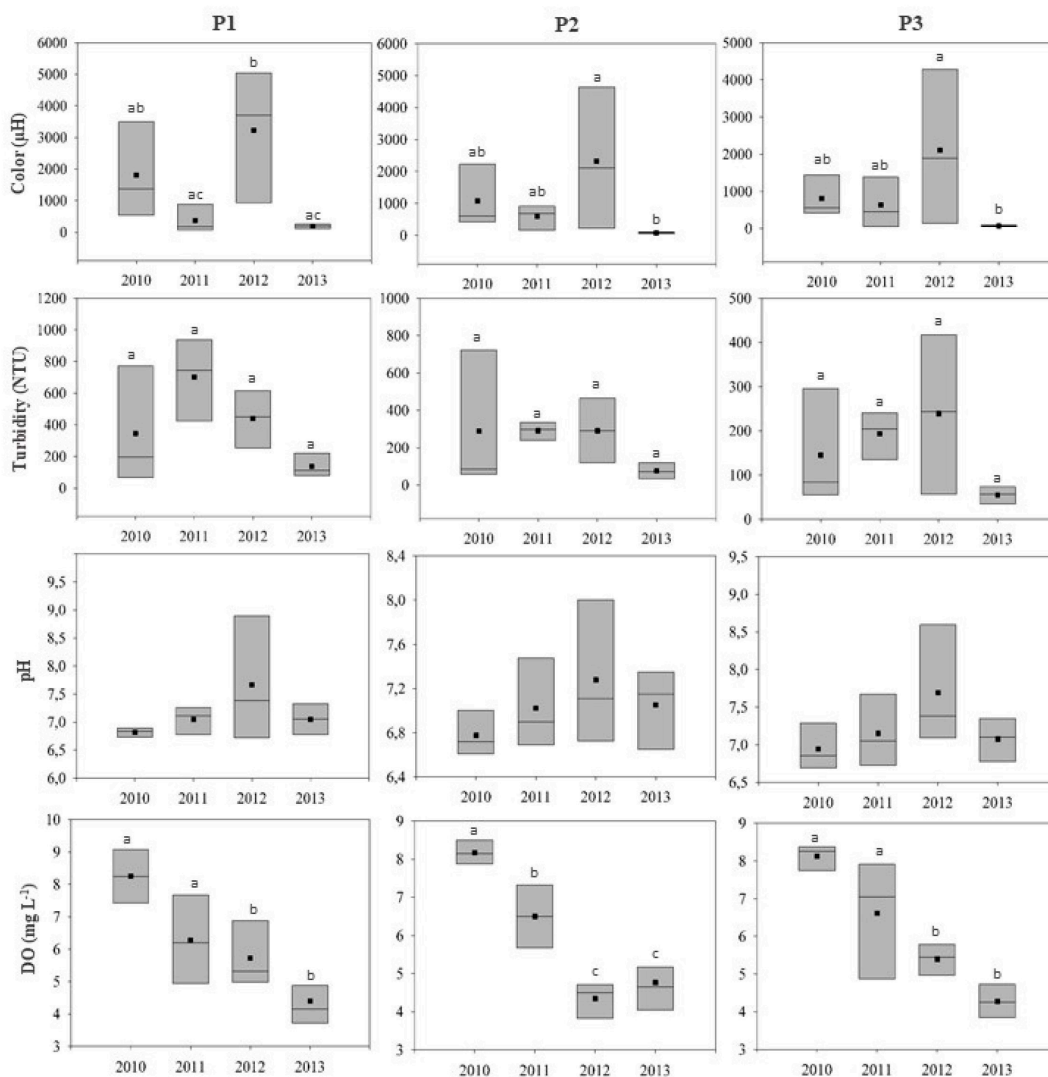 P1 P2 P3
Color (µH)
6000
5000
4000
3000
2000
1000
0
ab
ac
b
ac
2010 2011 2012 2013
6000
5000
4000
3000
2000
1000
0
ab
ab
a
b
2010 2011 2012 2013
5000
4000
3000
2000
1000
0
ab
ab
a
b
2010 2011 2012 2013
Turbidity (NTU)
1200
1000
800
600
400
200
0
a
a
a
a
2010 2011 2012 2013
1000
800
600
400
200
0
a
a
a
a
2010 2011 2012 2013
500
400
300
200
100
0
a
a
a
a
2010 2011 2012 2013
pH
9,5
9,0
8,5
8,0
7,5
7,0
6,5
6,0
2010 2011 2012 2013
8,4
8,0
7,6
7,2
6,8
6,4
2010 2011 2012 2013
9,5
9,0
8,5
8,0
7,5
7,0
6,5
2010 2011 2012 2013
DO (mg L⁻¹)
10
9
8
7
6
5
4
3
a
a
b
b
2010 2011 2012 2013
9
8
7
6
5
4
3
a
b
c
c
2010 2011 2012 2013
9
8
7
6
5
4
3
a
a
b
b
2010 2011 2012 2013